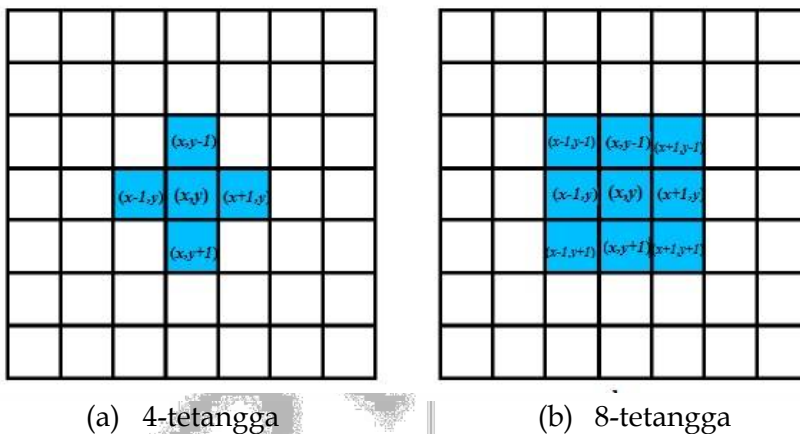 (x,y-1) (x-1,y-1) (x,y-1) (x+1,y-1)
(x-1,y) (x,y) (x+1,y) (x-1,y) (x,y) (x+1,y)
(x,y+1) (x-1,y+1) (x,y+1) (x+1,y+1)
(a) 4-tetangga (b) 8-tetangga